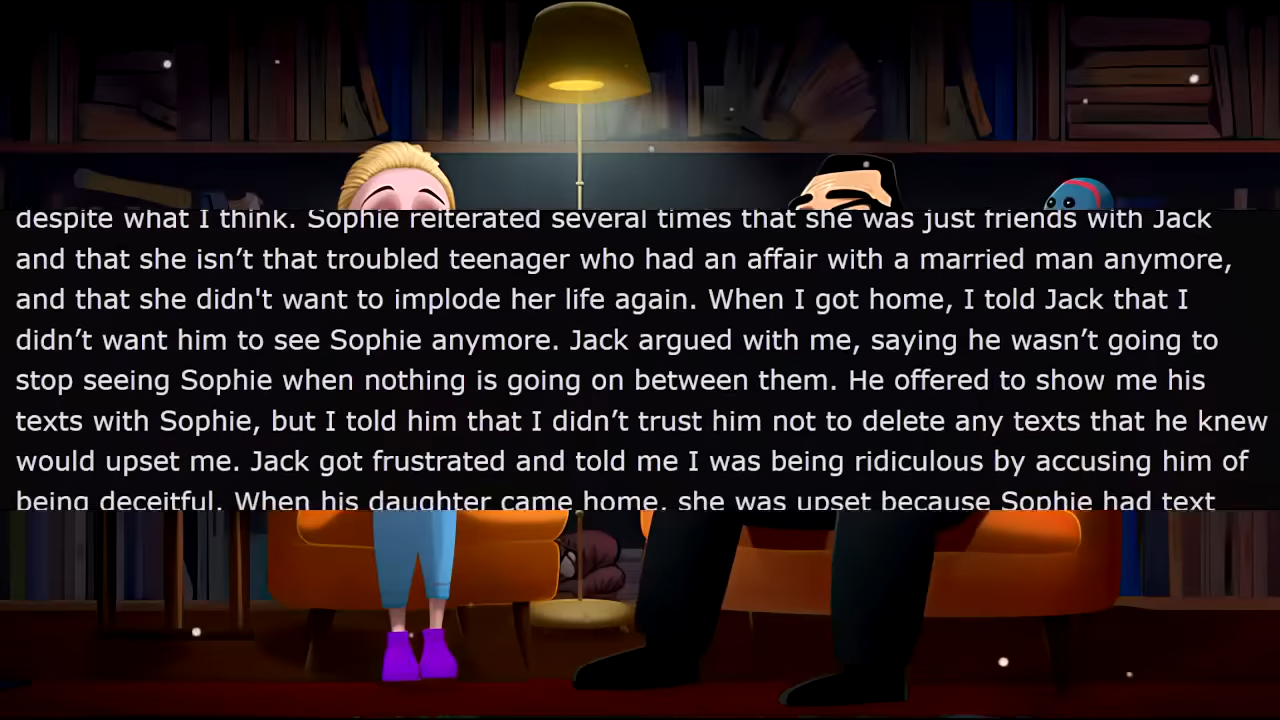 despite what I think. Sophie reiterated several times that she was just friends with Jack
and that she isn’t that troubled teenager who had an affair with a married man anymore,
and that she didn't want to implode her life again. When I got home, I told Jack that I
didn’t want him to see Sophie anymore. Jack argued with me, saying he wasn’t going to
stop seeing Sophie when nothing is going on between them. He offered to show me his
texts with Sophie, but I told him that I didn’t trust him not to delete any texts that he knew
would upset me. Jack got frustrated and told me I was being ridiculous by accusing him of
being deceitful. When his daughter came home, she was upset because Sophie had text